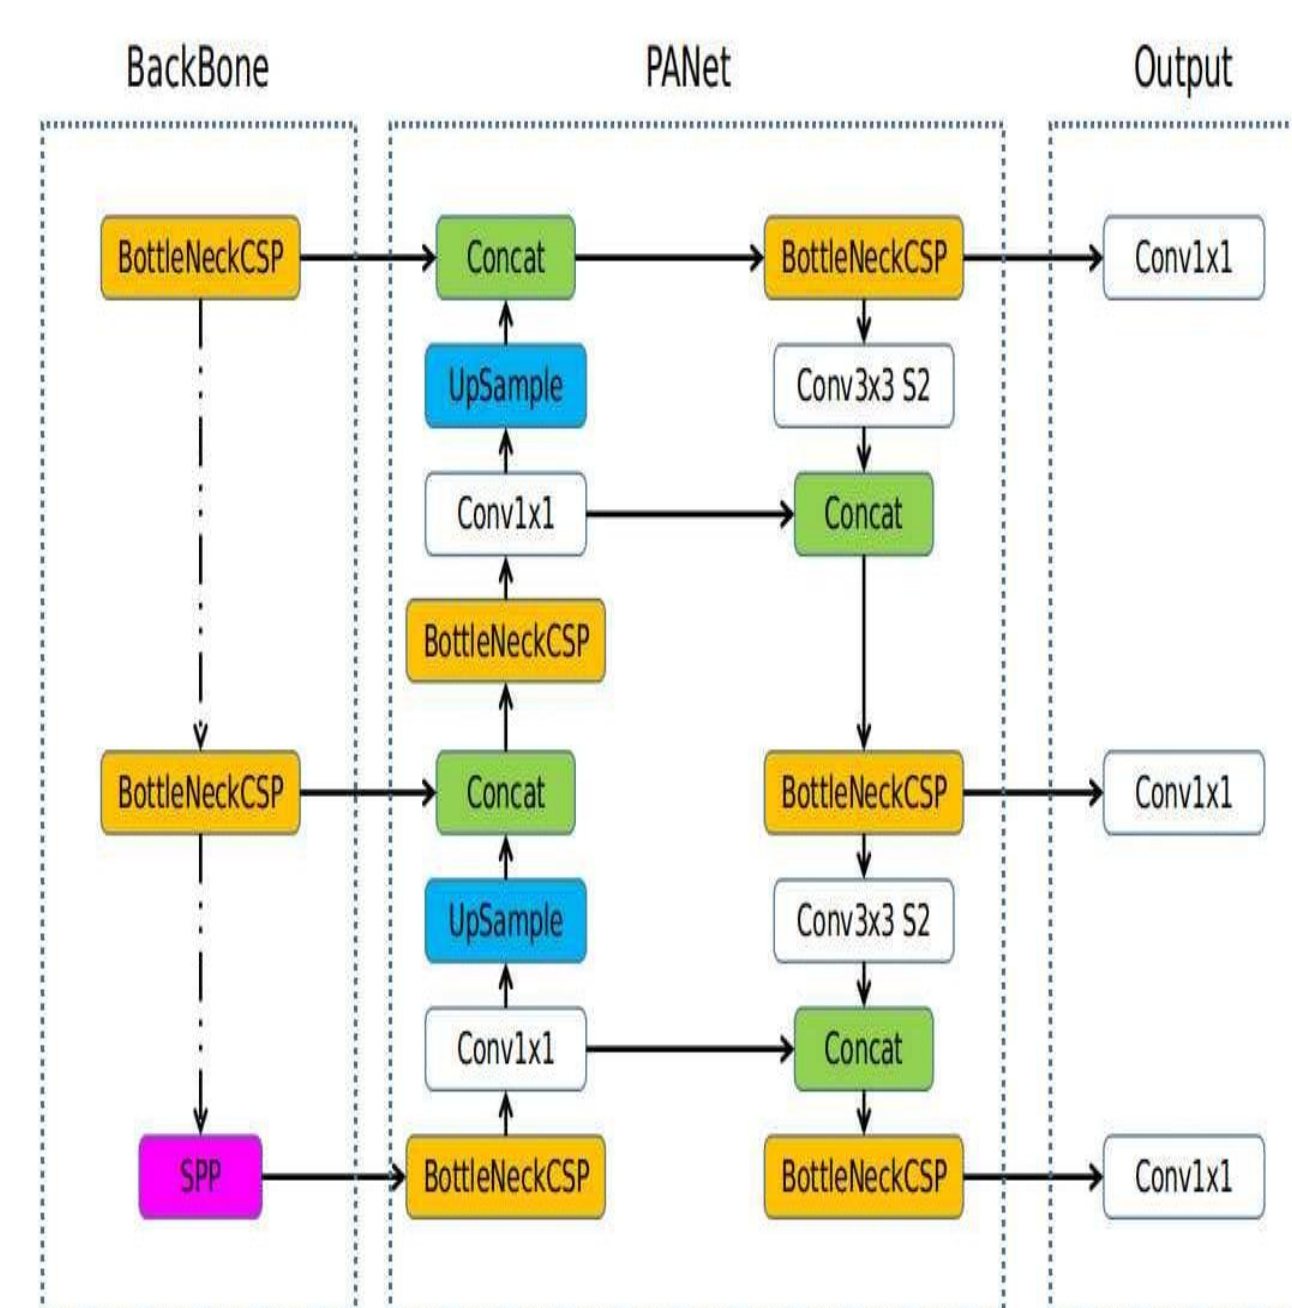 BackBone
PANet
Output
BottleNeckCSP
Concat
BottleNeckCSP
Conv1x1
UpSample
Conv3x3 S2
Conv1x1
Concat
BottleNeckCSP
BottleNeckCSP
Concat
BottleNeckCSP
Conv1x1
UpSample
Conv3x3 S2
Conv1x1
Concat
SPP
BottleNeckCSP
BottleNeckCSP
Conv1x1